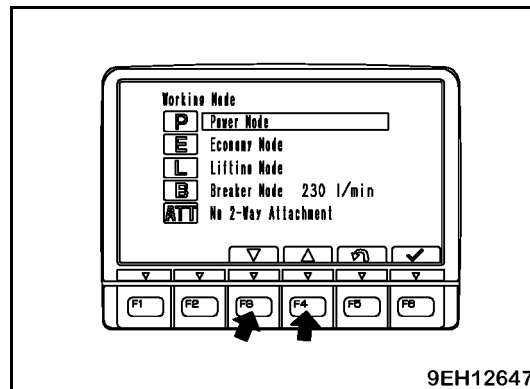 Working Mode
P Power Mode
E Economy Mode
L Lifting Mode
B Breaker Mode 230 l/min
ATT No 2-Way Attachment
F1 F2 F3 F4 F5 F6
9EH12647